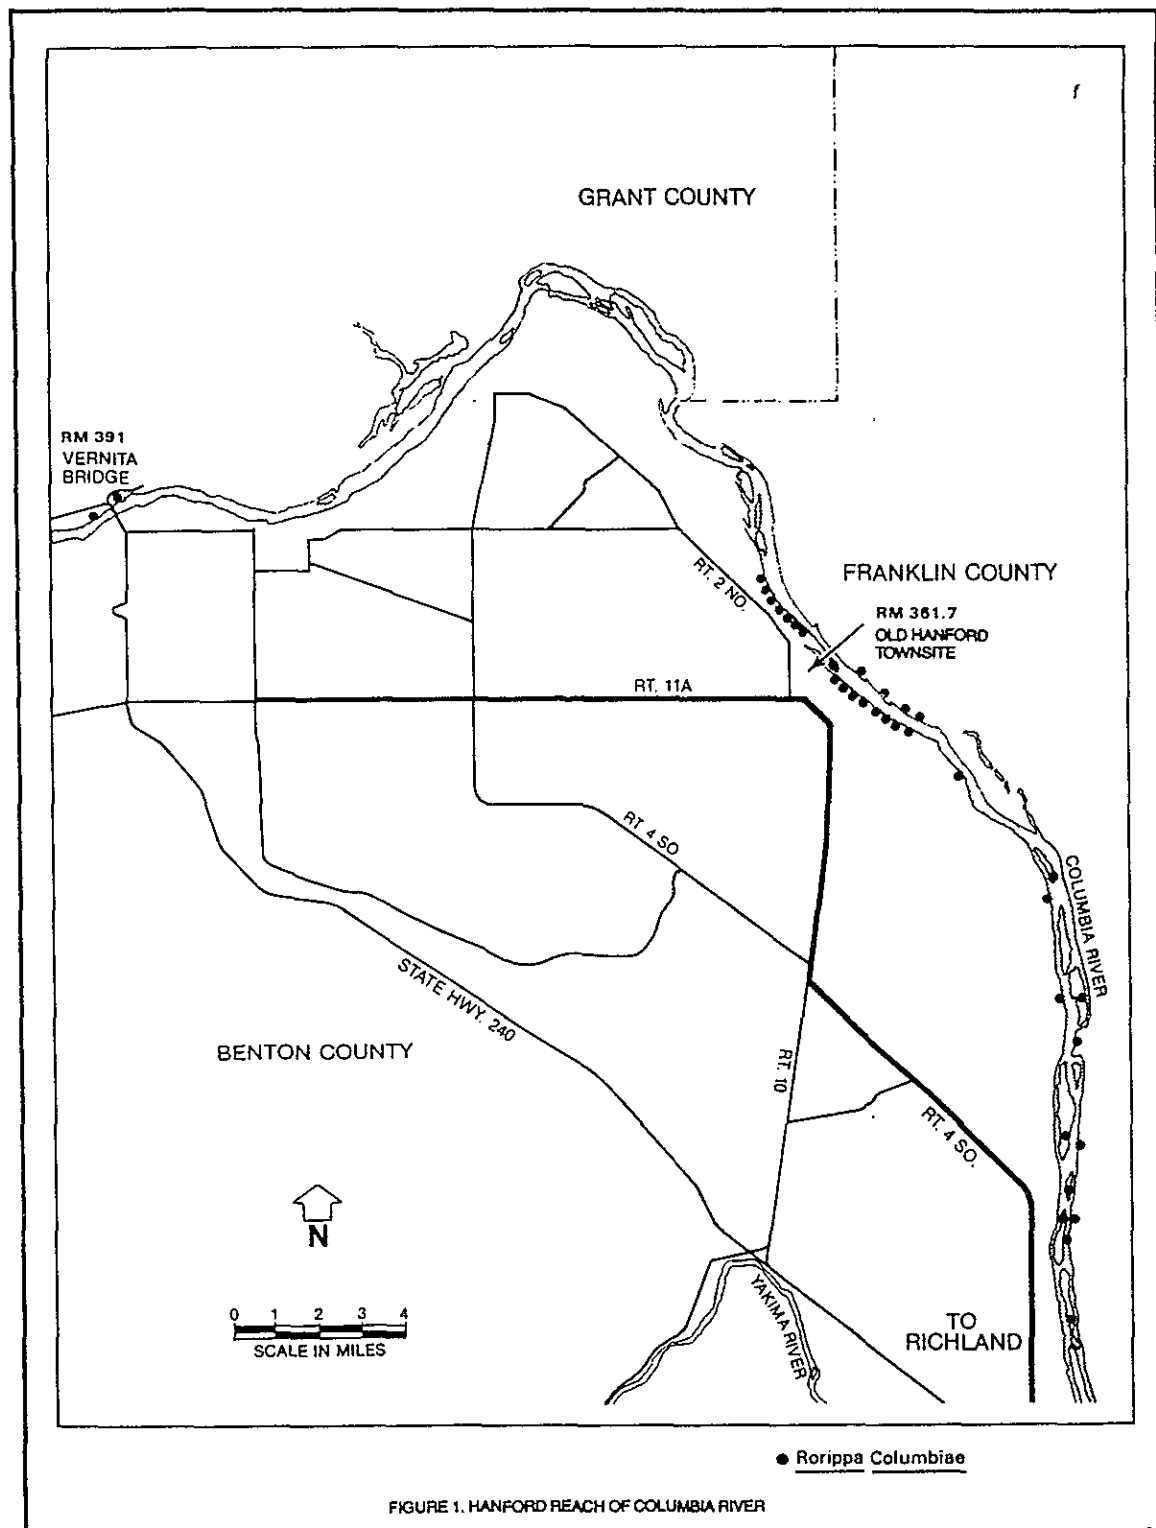 f
GRANT COUNTY
RM 391
VERNITA
BRIDGE
RT. 2 NO.
FRANKLIN COUNTY
RM 361.7
OLD HANFORD
TOWNSITE
RT. 11A
RT 4 SO
COLUMBIA RIVER
STATE HWY. 240
BENTON COUNTY
RT. 10
RT. 4 SO.
N
0 1 2 3 4
SCALE IN MILES
YAKIMA RIVER
TO
RICHLAND
Rorippa Columbiae
FIGURE 1. HANFORD REACH OF COLUMBIA RIVER